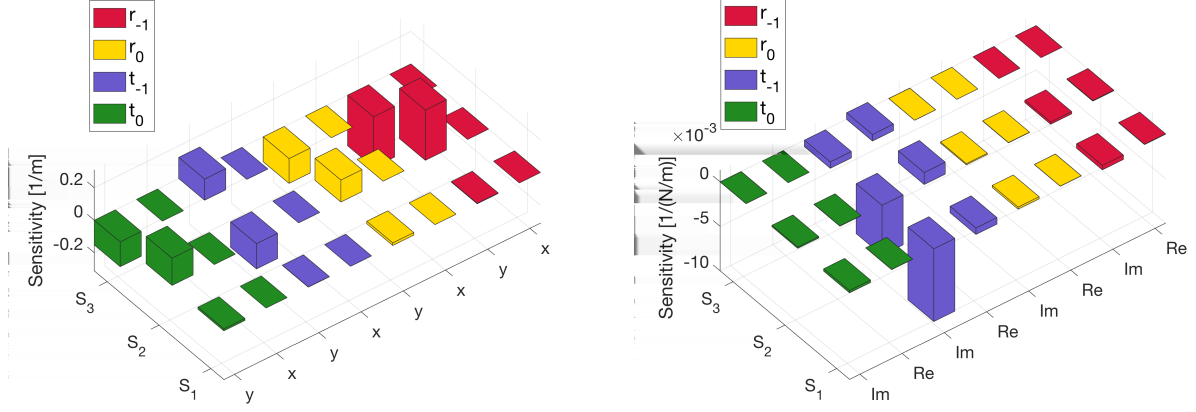 r-1
r0
t-1
t0
Sensitivity [1/m]
0.2
0
-0.2
S3
S2
S1
y
x
y
x
y
x
y
x
r-1
r0
t-1
t0
×10-3
Sensitivity [1/(N/m)]
0
-5
-10
S3
S2
S1
Im
Re
Im
Re
Im
Re
Im
Re